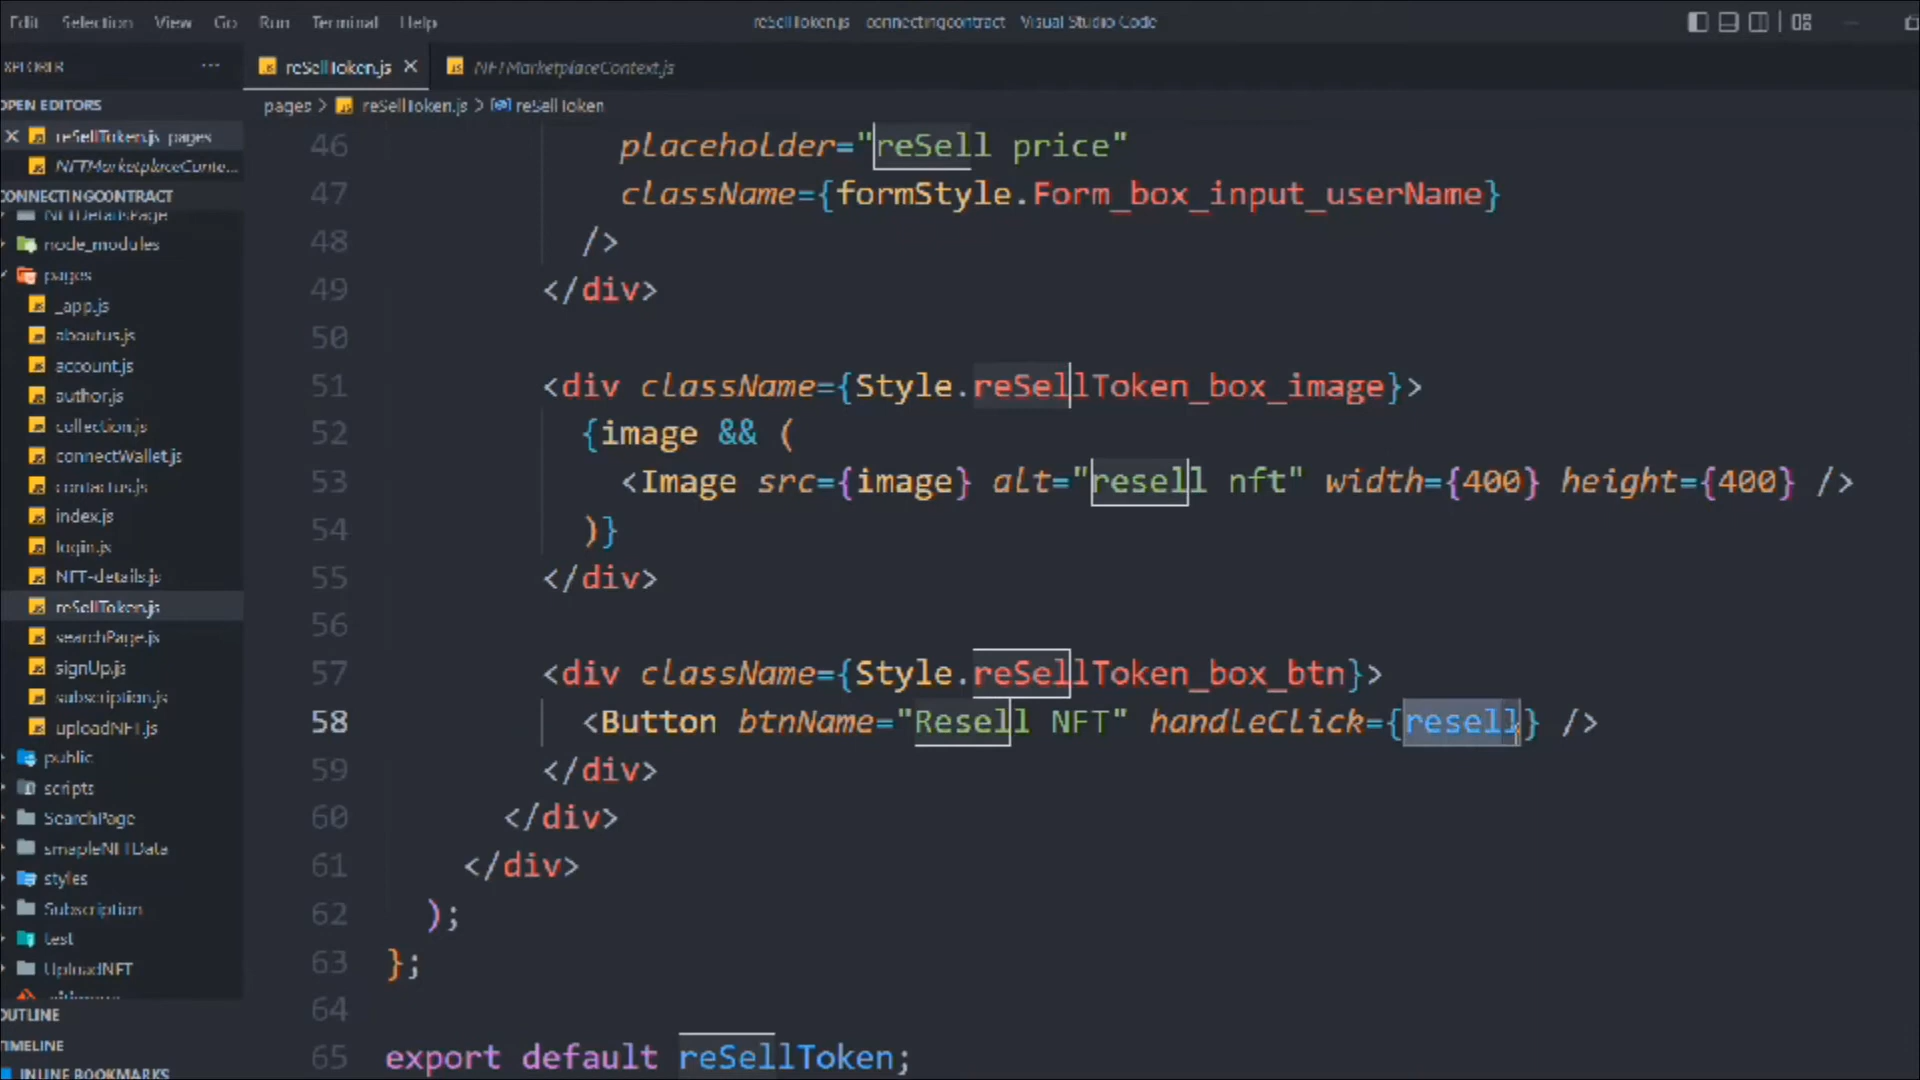 Edit Selection View Go Run Terminal Help
reSellToken.js connectingcontract Visual Studio Code
XPLORER ···
reSellToken.js
NFTMarketplaceContext.js
OPEN EDITORS
reSellToken.js pages
NFTMarketplaceConte...
CONNECTINGCONTRACT
NFTDetailsPage
node_modules
pages
_app.js
aboutus.js
account.js
author.js
collection.js
connectWallet.js
contactus.js
index.js
login.js
NFT-details.js
reSellToken.js
searchPage.js
signUp.js
subscription.js
uploadNFT.js
public
scripts
SearchPage
smapleNFTData
styles
Subscription
test
UploadNFT
OUTLINE
TIMELINE
INLINE BOOKMARKS
pages > reSellToken.js > reSellToken
46 placeholder="reSell price"
47 className={formStyle.Form_box_input_userName}
48 />
49 </div>
50
51 <div className={Style.reSellToken_box_image}>
52 {image && (
53 <Image src={image} alt="resell nft" width={400} height={400} />
54 )}
55 </div>
56
57 <div className={Style.reSellToken_box_btn}>
58 <Button btnName="Resell NFT" handleClick={resell} />
59 </div>
60 </div>
61 </div>
62 );
63 };
64
65 export default reSellToken;